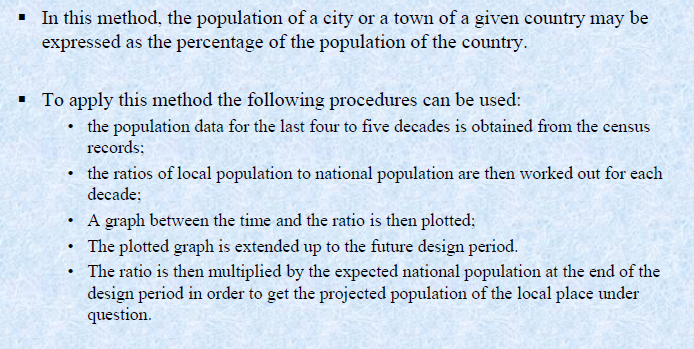 ▪ In this method, the population of a city or a town of a given country may be
expressed as the percentage of the population of the country.
▪ To apply this method the following procedures can be used:
• the population data for the last four to five decades is obtained from the census
records;
• the ratios of local population to national population are then worked out for each
decade;
• A graph between the time and the ratio is then plotted;
• The plotted graph is extended up to the future design period.
• The ratio is then multiplied by the expected national population at the end of the
design period in order to get the projected population of the local place under
question.